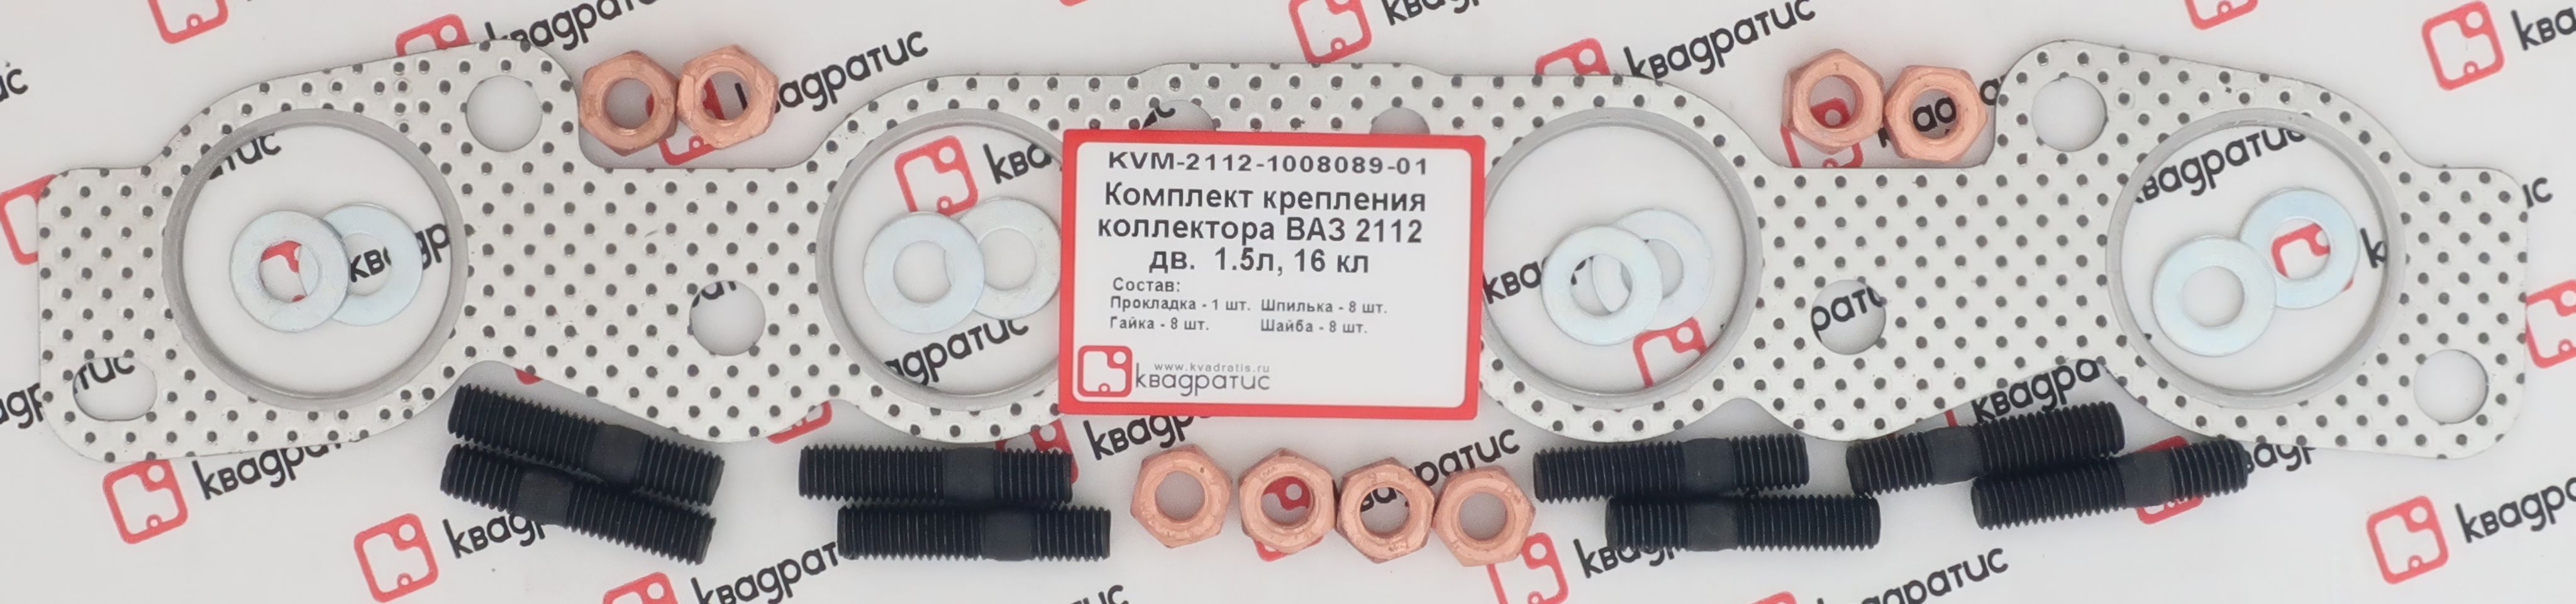 KVM-2112-1008089-01
Комплект крепления
коллектора ВАЗ 2112
дв. 1.5л, 16 кл
Состав:
Прокладка - 1 шт. Шпилька - 8 шт.
Гайка - 8 шт. Шайба - 8 шт.
www.kvadratis.ru
квадратис